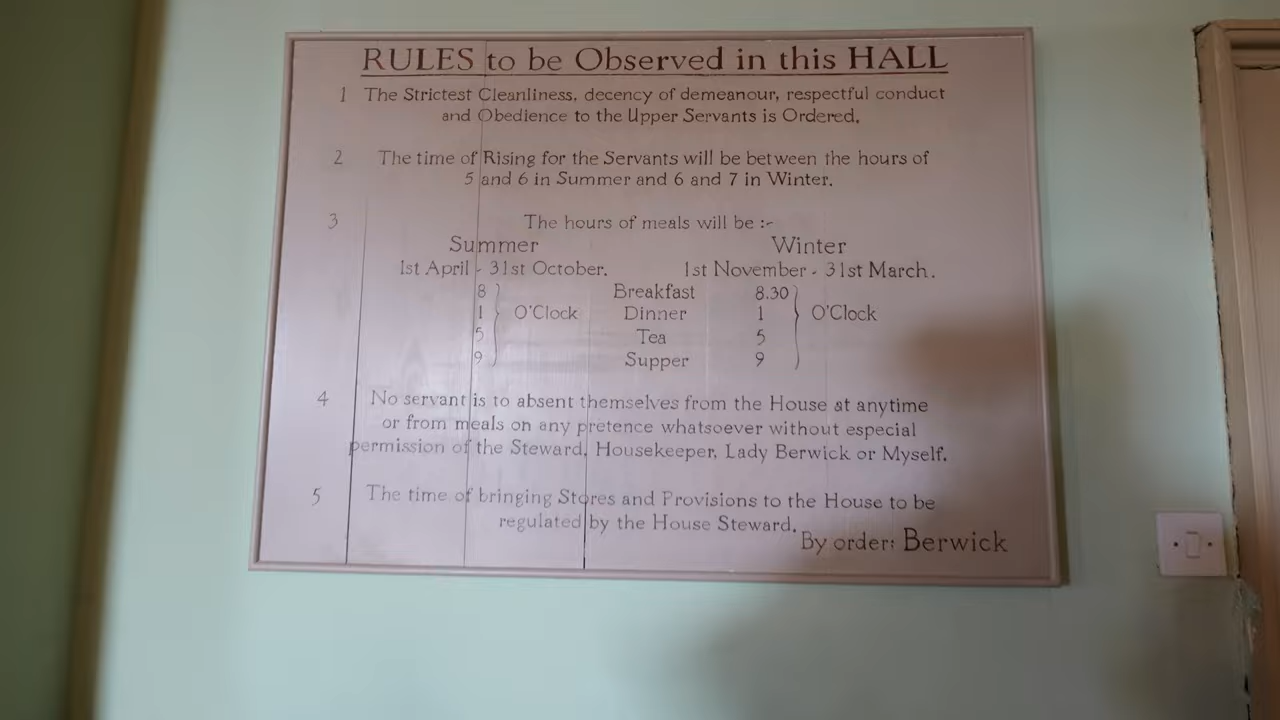 RULES to be Observed in this HALL
1 The Strictest Cleanliness, decency of demeanour, respectful conduct
and Obedience to the Upper Servants is Ordered.
2 The time of Rising for the Servants will be between the hours of
5 and 6 in Summer and 6 and 7 in Winter.
3 The hours of meals will be :-
Summer Winter
1st April - 31st October. 1st November - 31st March.
8 Breakfast 8.30
1 O'Clock Dinner 1 O'Clock
5 Tea 5
9 Supper 9
4 No servant is to absent themselves from the House at anytime
or from meals on any pretence whatsoever without especial
permission of the Steward, Housekeeper, Lady Berwick or Myself.
5 The time of bringing Stores and Provisions to the House to be
regulated by the House Steward.
By order: Berwick